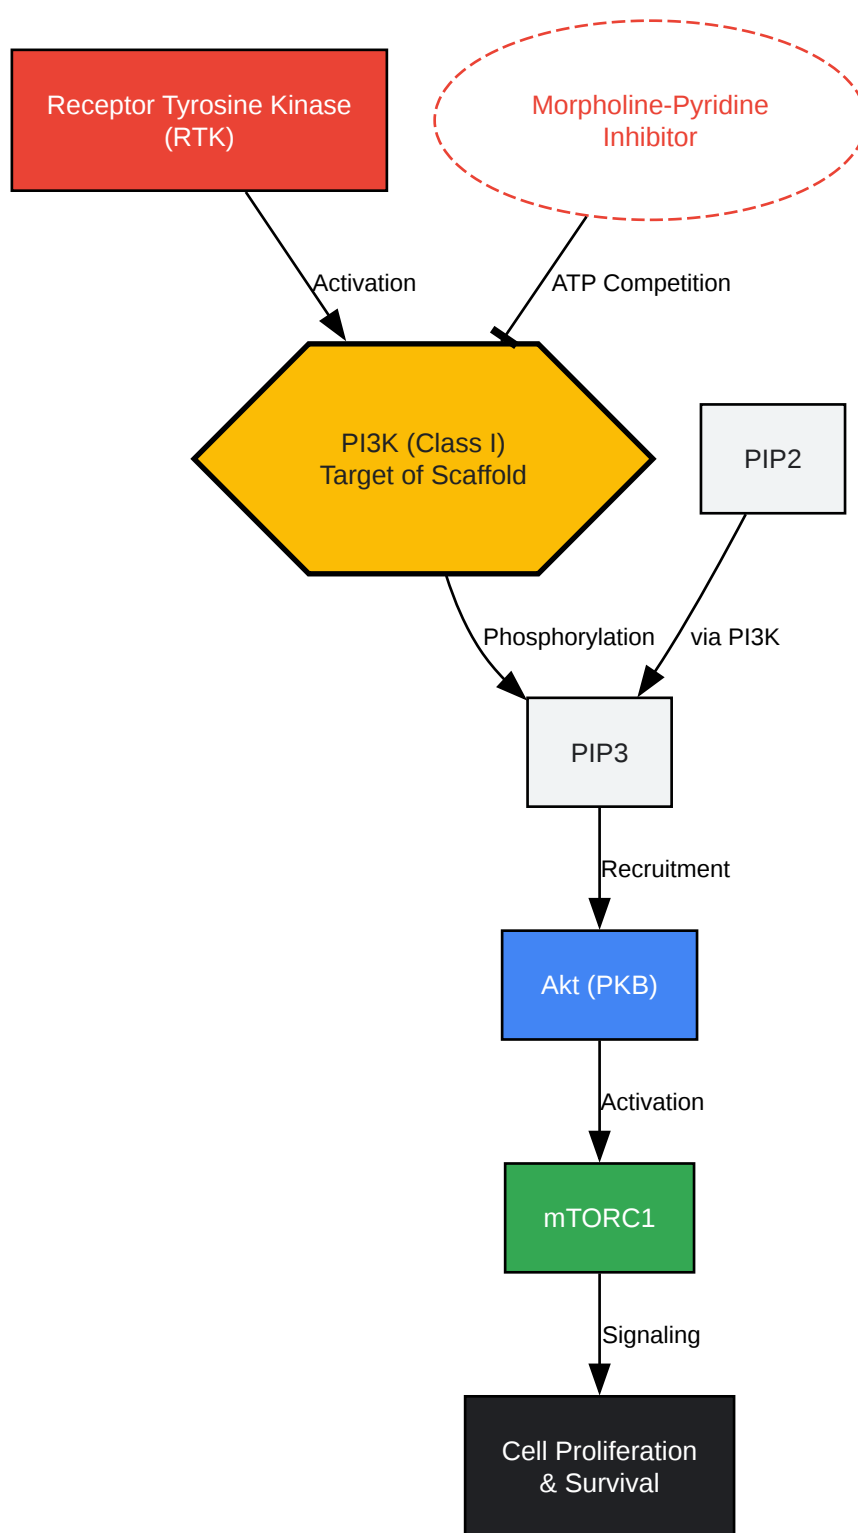 Receptor Tyrosine Kinase
(RTK)
Morpholine-Pyridine
Inhibitor
Activation
ATP Competition
PI3K (Class I)
Target of Scaffold
PIP2
Phosphorylation
via PI3K
PIP3
Recruitment
Akt (PKB)
Activation
mTORC1
Signaling
Cell Proliferation
& Survival